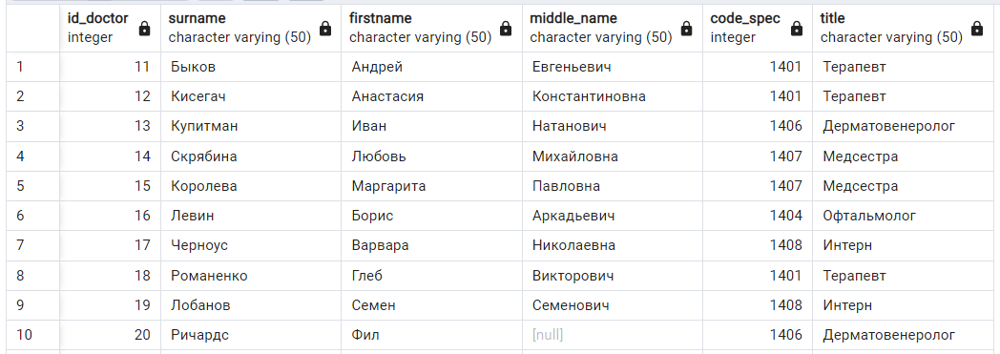 id_doctor surname firstname middle_name code_spec title
integer character varying (50) character varying (50) character varying (50) integer character varying (50)
1 11 Быков Андрей Евгеньевич 1401 Терапевт
2 12 Кисегач Анастасия Константиновна 1401 Терапевт
3 13 Купитман Иван Натанович 1406 Дерматовенеролог
4 14 Скрябина Любовь Михайловна 1407 Медсестра
5 15 Королева Маргарита Павловна 1407 Медсестра
6 16 Левин Борис Аркадьевич 1404 Офтальмолог
7 17 Черноус Варвара Николаевна 1408 Интерн
8 18 Романенко Глеб Викторович 1401 Терапевт
9 19 Лобанов Семен Семенович 1408 Интерн
10 20 Ричардс Фил [null] 1406 Дерматовенеролог